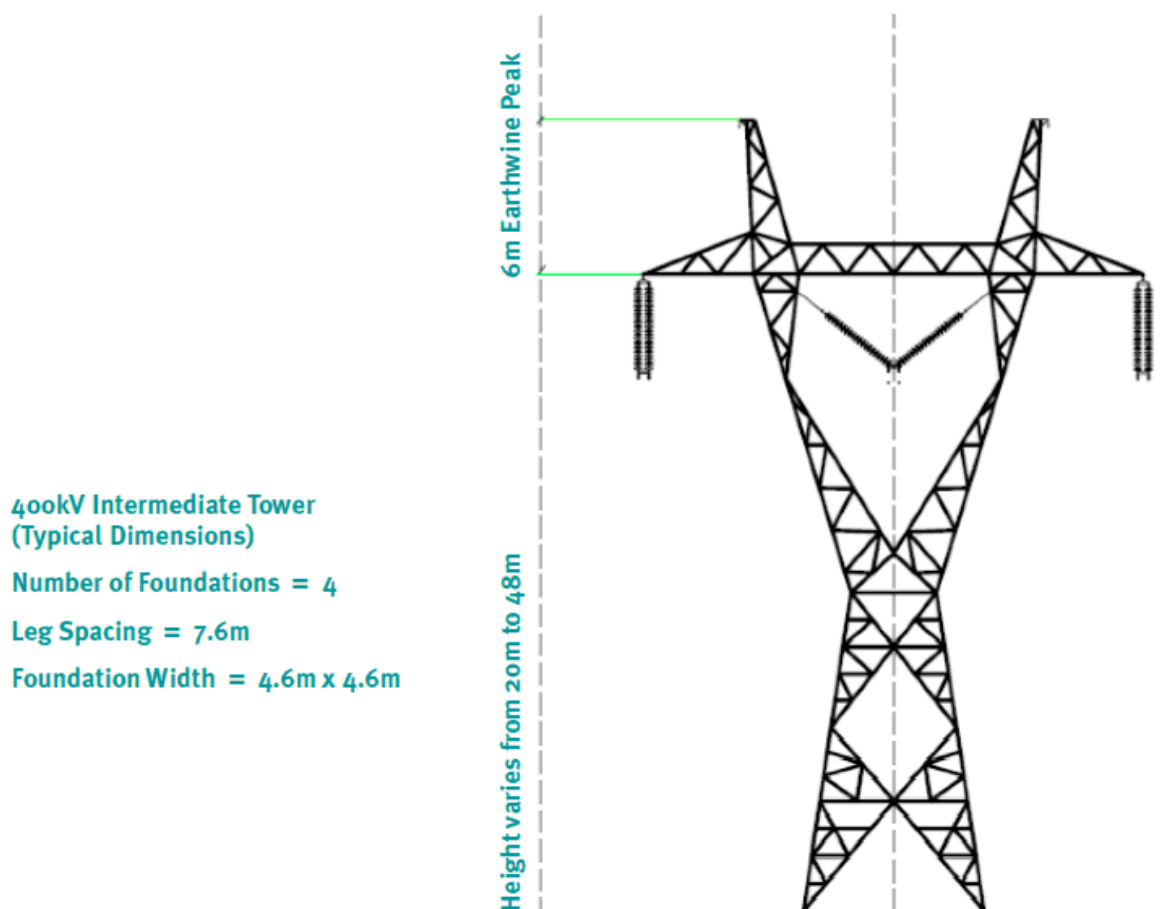 6m Earthwine Peak
400kV Intermediate Tower
(Typical Dimensions)
Number of Foundations = 4
Leg Spacing = 7.6m
Foundation Width = 4.6m x 4.6m
Height varies from 20m to 48m